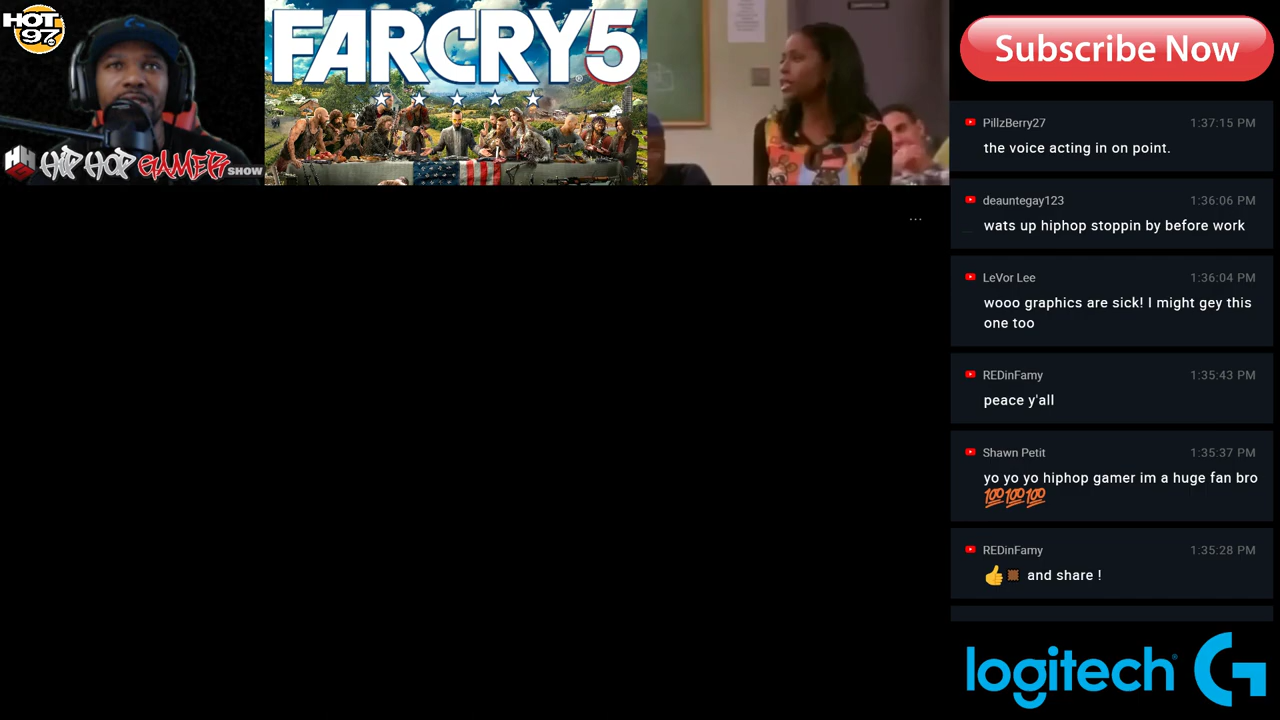 HOT
97
HHG HIP HOP GAMER SHOW
FARCRY5
Subscribe Now
PillzBerry27 1:37:15 PM
the voice acting in on point.
deauntegay123 1:36:06 PM
wats up hiphop stoppin by before work
LeVor Lee 1:36:04 PM
wooo graphics are sick! I might gey this
one too
REDinFamy 1:35:43 PM
peace y'all
Shawn Petit 1:35:37 PM
yo yo yo hiphop gamer im a huge fan bro
💯💯💯
REDinFamy 1:35:28 PM
👍🏾 and share !
...
logitech G